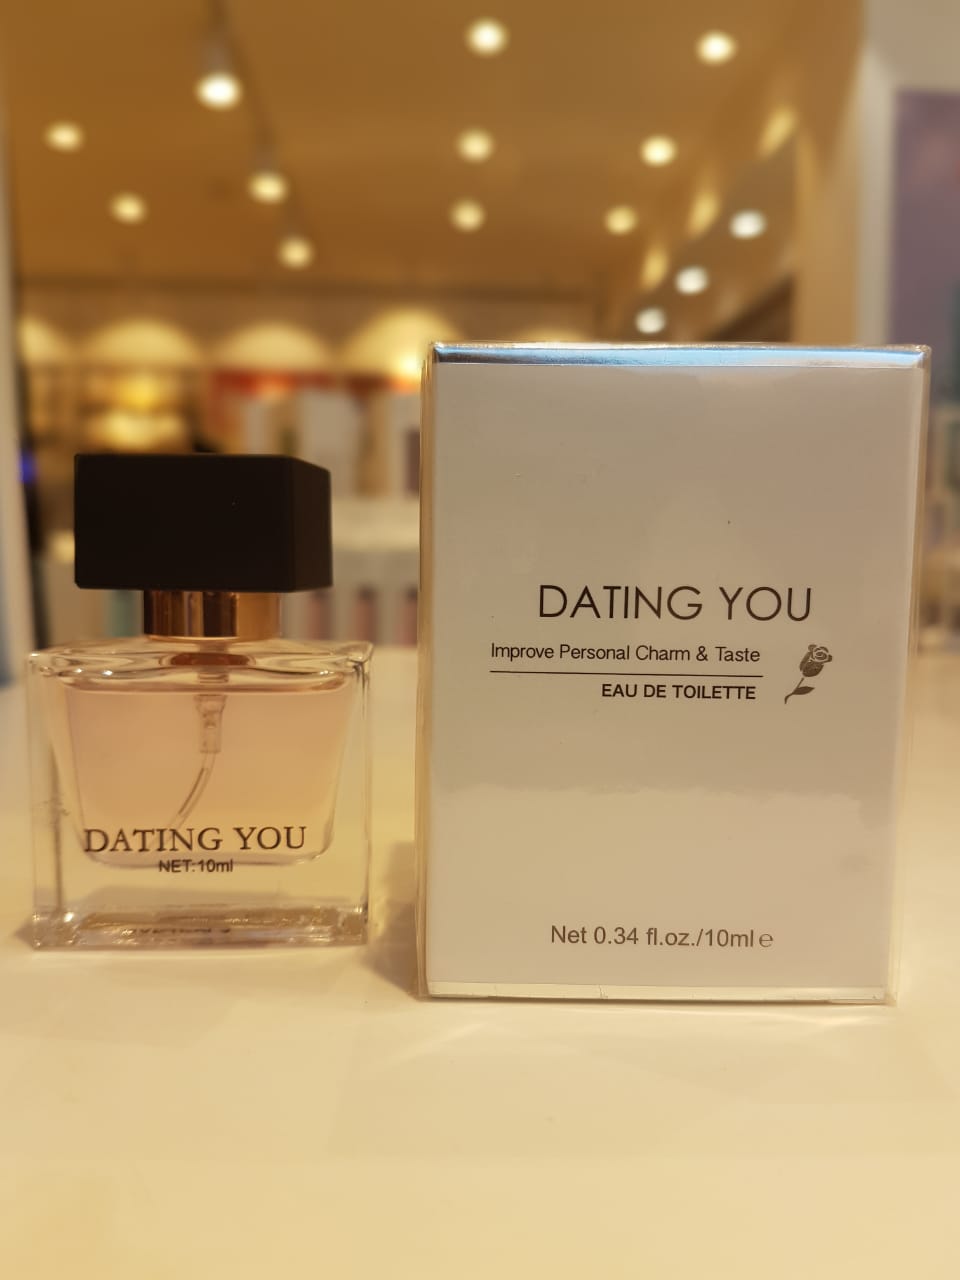 DATING YOU
NET:10ml
DATING YOU
Improve Personal Charm & Taste
EAU DE TOILETTE
Net 0.34 fl.oz./10ml ℮